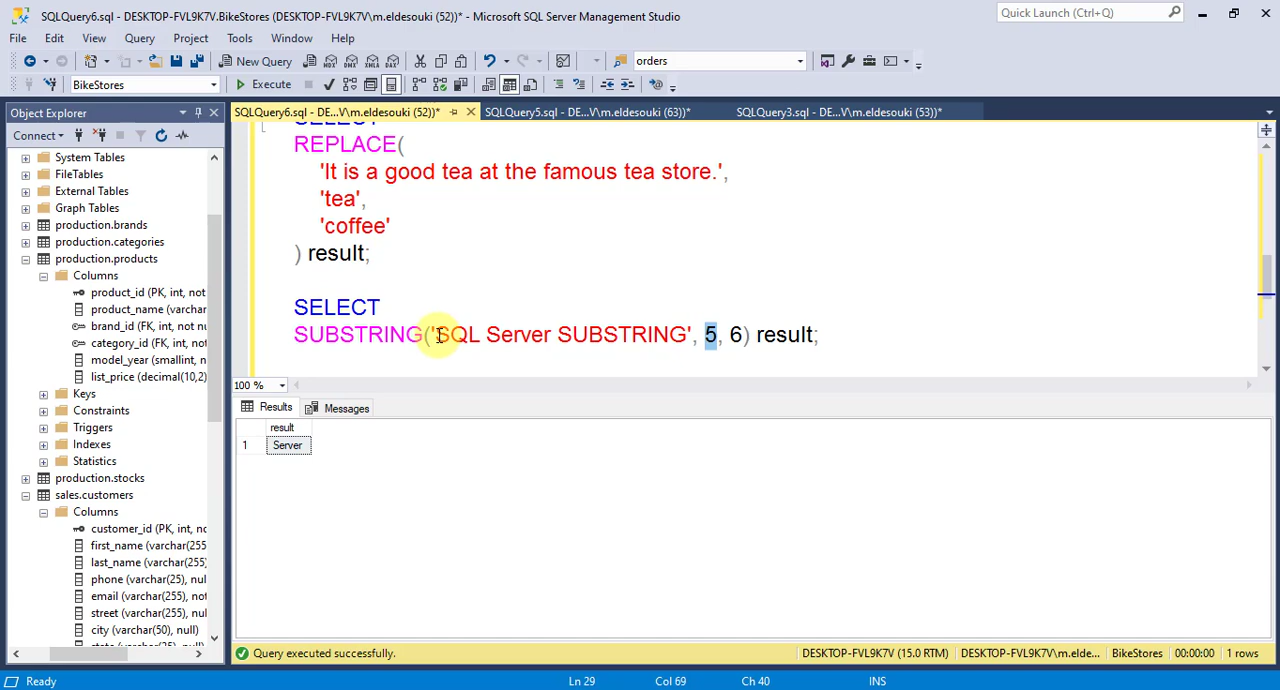 SQLQuery6.sql - DESKTOP-FVL9K7V.BikeStores (DESKTOP-FVL9K7V\m.eldesouki (52))* - Microsoft SQL Server Management Studio
Quick Launch (Ctrl+Q)
File Edit View Query Project Tools Window Help
New Query MDX DMX XMLA DAX orders
BikeStores Execute
Object Explorer
SQLQuery6.sql - DE...V\m.eldesouki (52))* SQLQuery5.sql - DE...V\m.eldesouki (63))* SQLQuery3.sql - DE...V\m.eldesouki (53))*
Connect
System Tables
FileTables
External Tables
Graph Tables
production.brands
production.categories
production.products
Columns
product_id (PK, int, not
product_name (varchar
brand_id (FK, int, not nu
category_id (FK, int, not
model_year (smallint,
list_price (decimal(10,2)
Keys
Constraints
Triggers
Indexes
Statistics
production.stocks
sales.customers
Columns
customer_id (PK, int, no
first_name (varchar(255
last_name (varchar(255)
phone (varchar(25), nul
email (varchar(255), not
street (varchar(255), nul
city (varchar(50), null)
SELECT
REPLACE(
'It is a good tea at the famous tea store.',
'tea',
'coffee'
) result;
SELECT
SUBSTRING('SQL Server SUBSTRING', 5, 6) result;
100 %
Results Messages
result
1 Server
Query executed successfully. DESKTOP-FVL9K7V (15.0 RTM) DESKTOP-FVL9K7V\m.elde... BikeStores 00:00:00 1 rows
Ready Ln 29 Col 69 Ch 40 INS